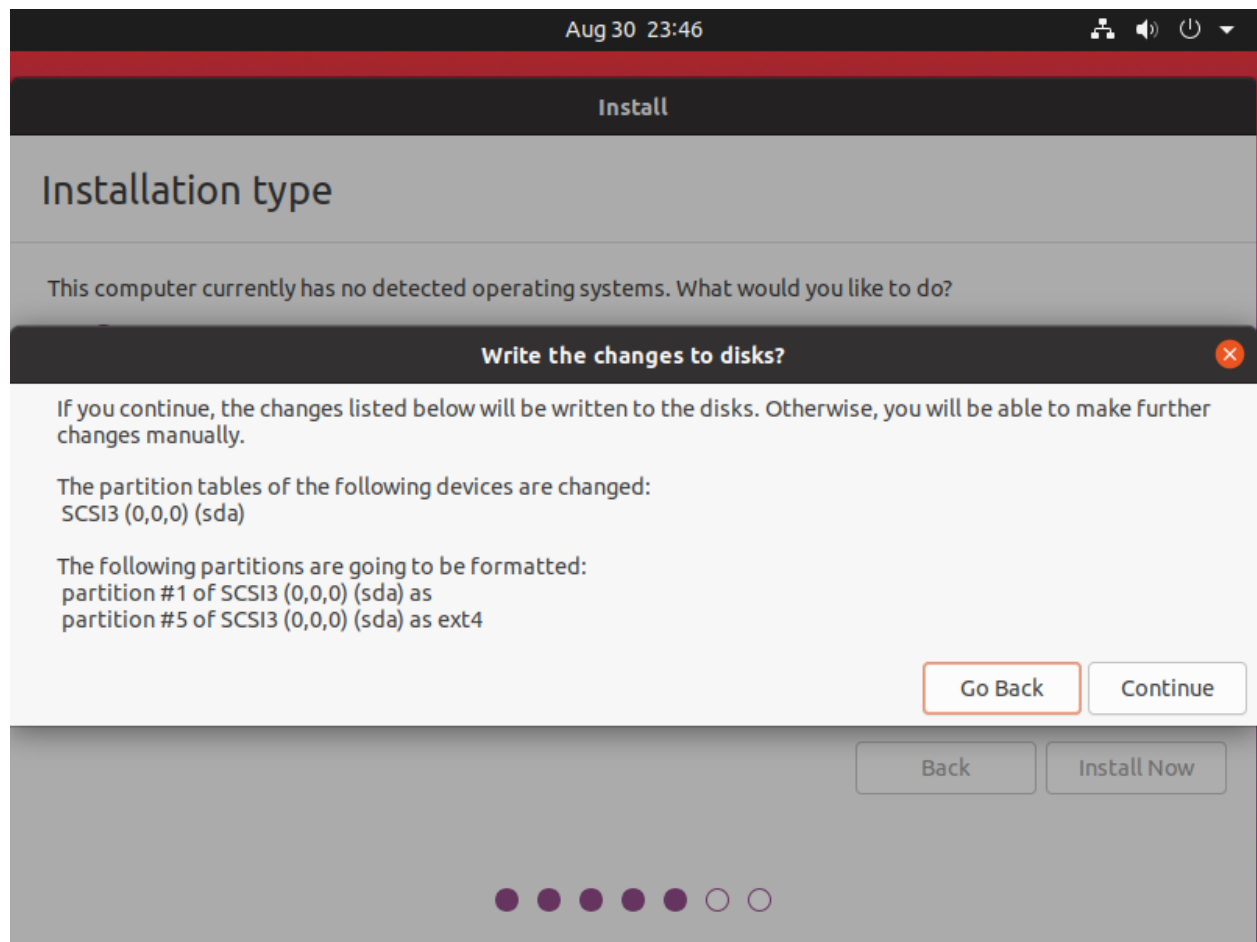 Aug 30 23:46
Install
Installation type
This computer currently has no detected operating systems. What would you like to do?
Write the changes to disks?
If you continue, the changes listed below will be written to the disks. Otherwise, you will be able to make further
changes manually.
The partition tables of the following devices are changed:
SCSI3 (0,0,0) (sda)
The following partitions are going to be formatted:
partition #1 of SCSI3 (0,0,0) (sda) as
partition #5 of SCSI3 (0,0,0) (sda) as ext4
Go Back Continue
Back Install Now